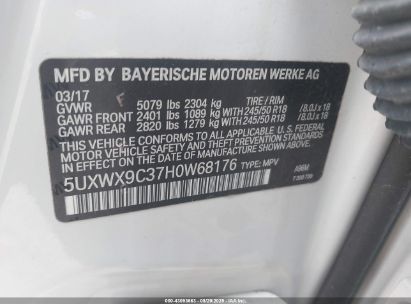 MFD BY BAYERISCHE MOTOREN WERKE AG
03/17
GVWR 5079 lbs 2304 kg TIRE / RIM
GAWR FRONT 2401 lbs 1089 kg WITH 245/50 R18 / 8.0J x 18
GAWR REAR 2820 lbs 1279 kg WITH 245/50 R18 / 8.0J x 18
THIS VEHICLE CONFORMS TO ALL APPLICABLE U.S. FEDERAL
MOTOR VEHICLE SAFETY, BUMPER, AND THEFT PREVENTION STANDARDS
IN EFFECT ON THE DATE OF MANUFACTURE SHOWN ABOVE.
5UXWX9C37H0W68176 TYPE: MPV
A96M